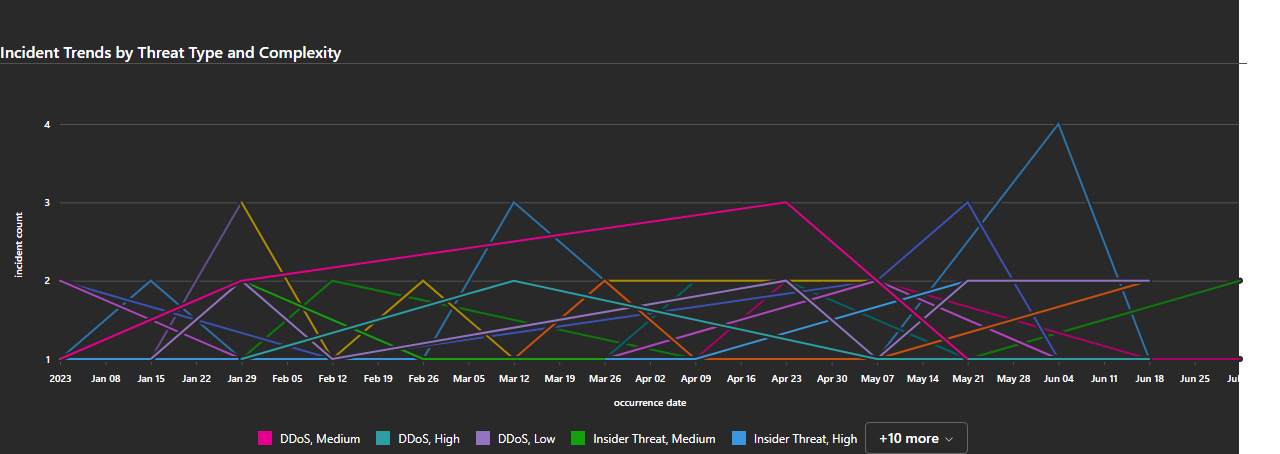 Incident Trends by Threat Type and Complexity
4
3
2
1
incident count
2023 Jan 08 Jan 15 Jan 22 Jan 29 Feb 05 Feb 12 Feb 19 Feb 26 Mar 05 Mar 12 Mar 19 Mar 26 Apr 02 Apr 09 Apr 16 Apr 23 Apr 30 May 07 May 14 May 21 May 28 Jun 04 Jun 11 Jun 18 Jun 25 Jul
occurrence date
DDoS, Medium DDoS, High DDoS, Low Insider Threat, Medium Insider Threat, High +10 more